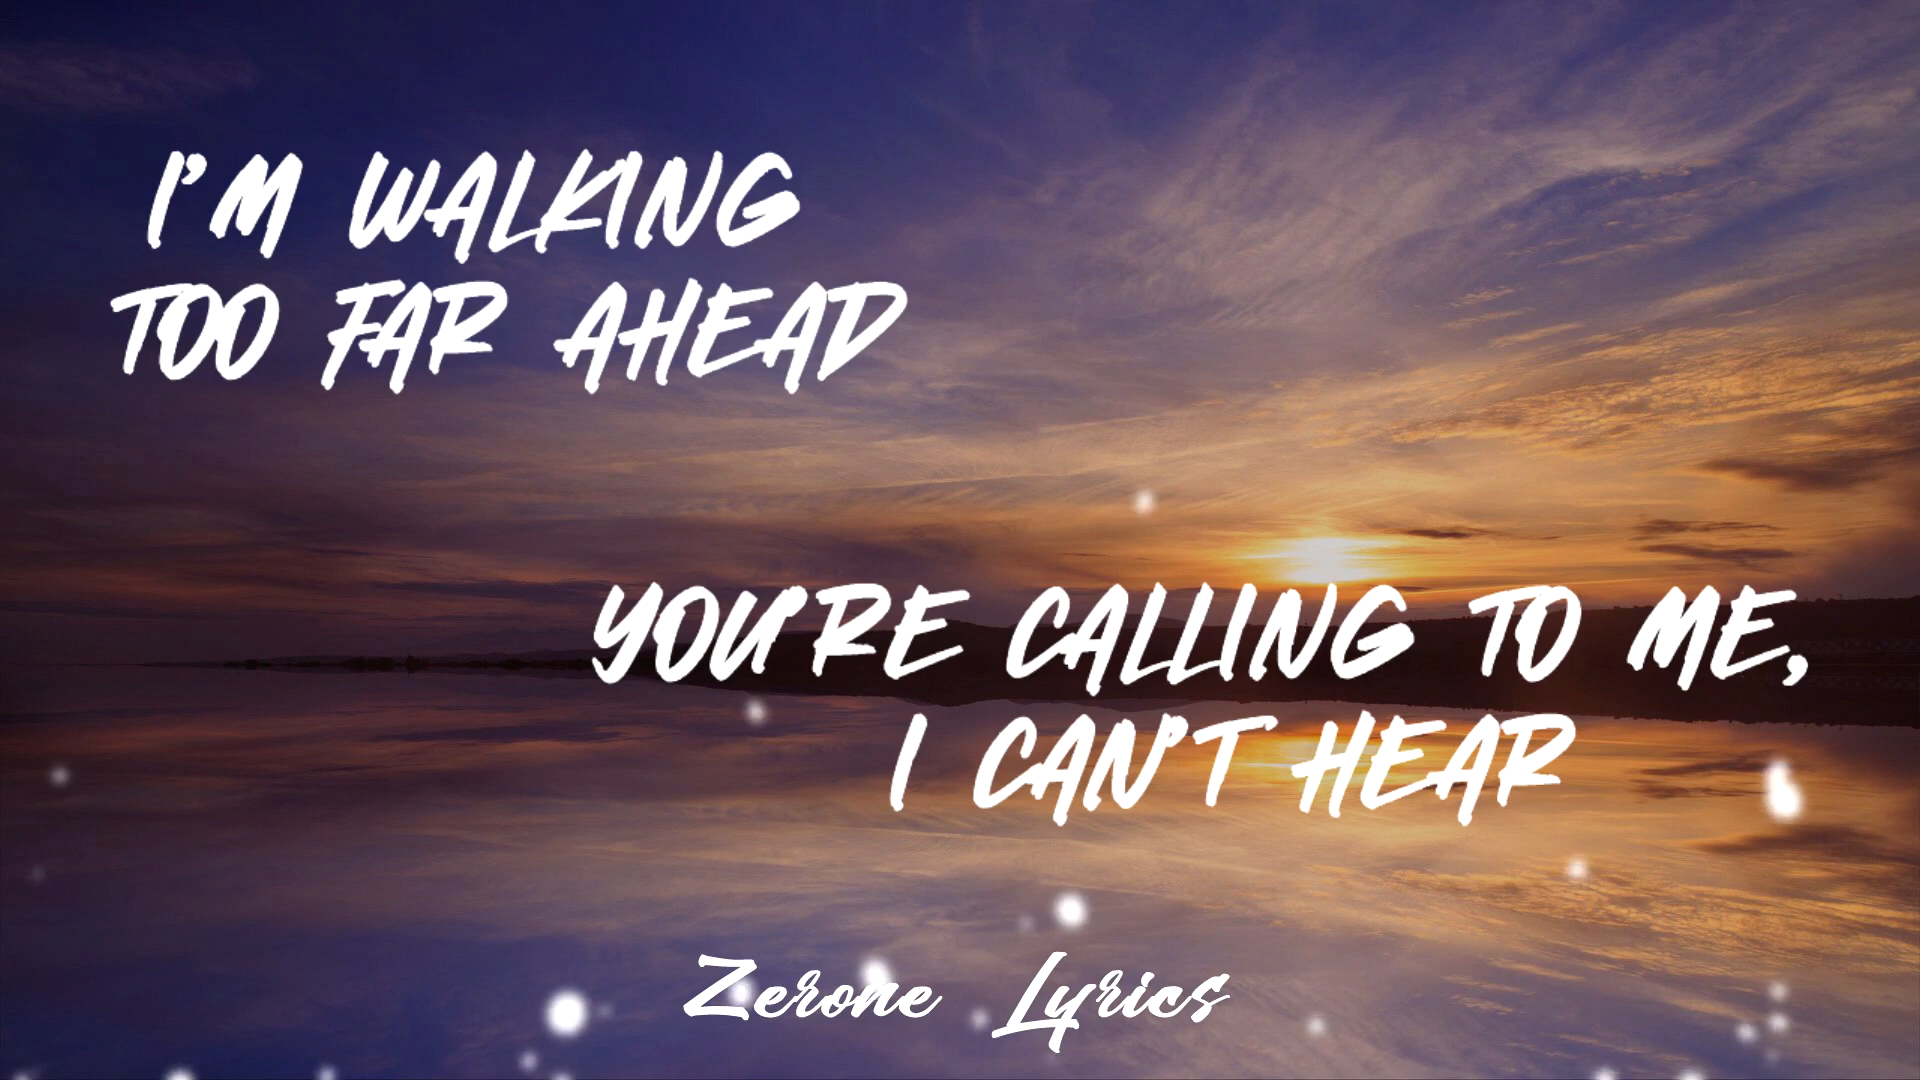 I'M WALKING
TOO FAR AHEAD
YOU'RE CALLING TO ME,
I CAN'T HEAR
Zerone Lyrics